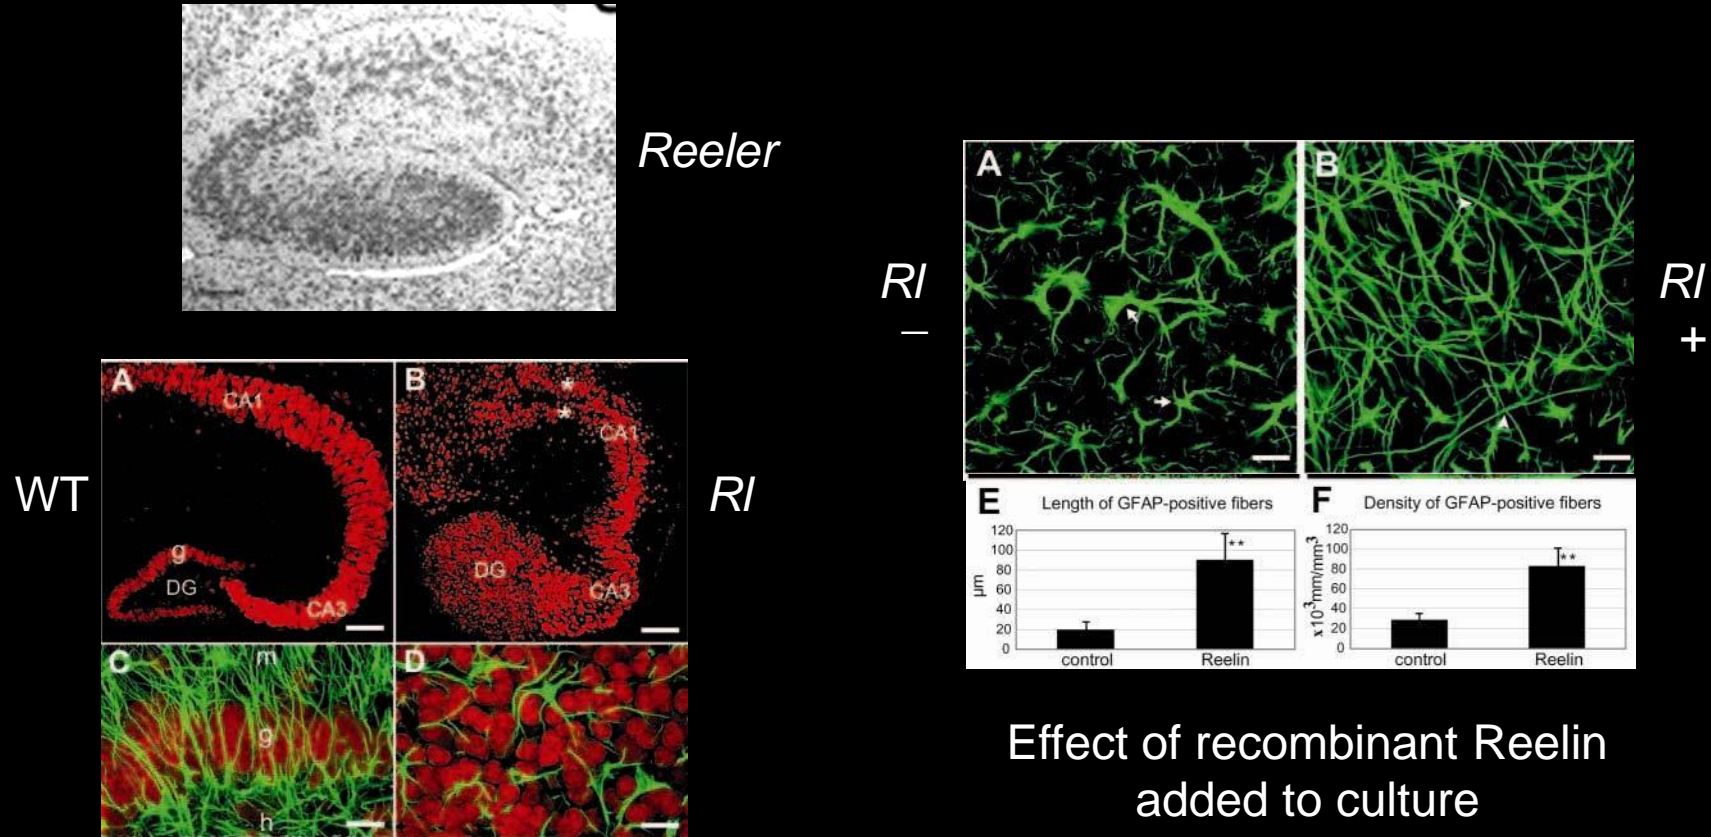 Reeler
WT
A
CA1
g
DG
CA3
B
*
*
CA1
DG
CA3
Rl
C
m
g
h
D
Rl
–
A
B
Rl
+
E
Length of GFAP-positive fibers
120
100
80
60
40
20
0
µm
**
control
Reelin
F
Density of GFAP-positive fibers
120
100
80
60
40
20
0
x10³mm/mm³
**
control
Reelin
Effect of recombinant Reelin
added to culture